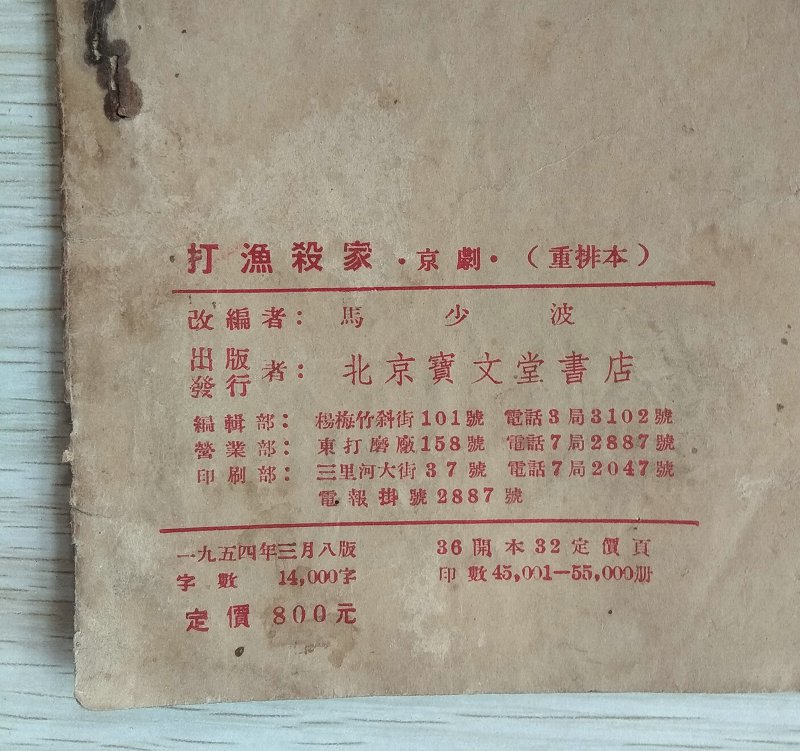 打漁殺家·京劇·（重排本）
改編者：馬少波
出版發行者：北京寶文堂書店
編輯部：楊梅竹斜街101號 電話3局3102號
營業部：東打磨廠158號 電話7局2887號
印刷部：三里河大街37號 電話7局2047號
電報掛號2887號
一九五四年三月八版 36開本32定價頁
字數 14,000字 印數45,001—55,000册
定價 800元